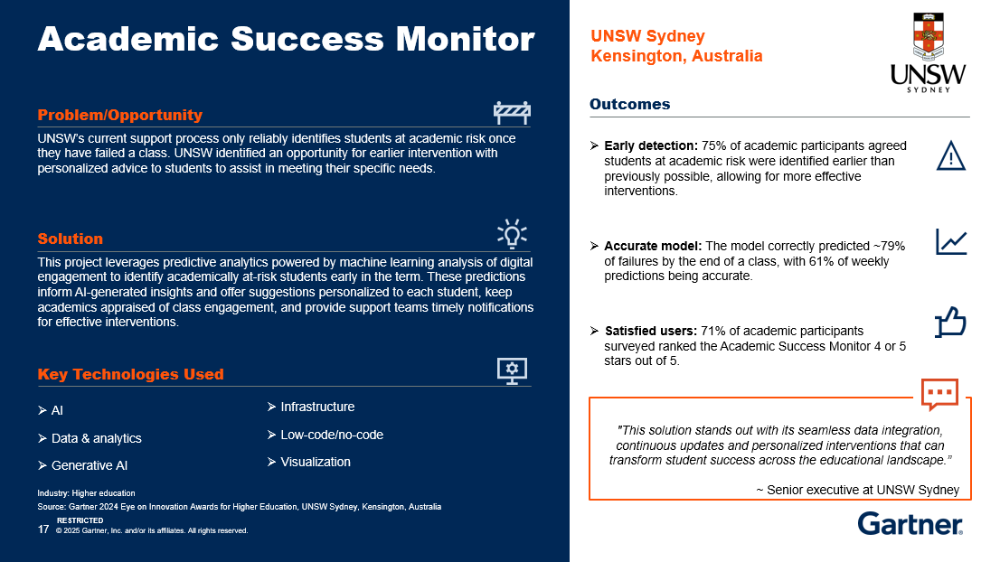 Academic Success Monitor
Problem/Opportunity
UNSW's current support process only reliably identifies students at academic risk once
they have failed a class. UNSW identified an opportunity for earlier intervention with
personalized advice to students to assist in meeting their specific needs.
Solution
This project leverages predictive analytics powered by machine learning analysis of digital
engagement to identify academically at-risk students early in the term. These predictions
inform AI-generated insights and offer suggestions personalized to each student, keep
academics appraised of class engagement, and provide support teams timely notifications
for effective interventions.
Key Technologies Used
➢ AI
➢ Data & analytics
➢ Generative AI
➢ Infrastructure
➢ Low-code/no-code
➢ Visualization
Industry: Higher education
Source: Gartner 2024 Eye on Innovation Awards for Higher Education, UNSW Sydney, Kensington, Australia
RESTRICTED
17 © 2025 Gartner, Inc. and/or its affiliates. All rights reserved.
UNSW Sydney
Kensington, Australia
UNSW
SYDNEY
Outcomes
➢ Early detection: 75% of academic participants agreed
students at academic risk were identified earlier than
previously possible, allowing for more effective
interventions.
➢ Accurate model: The model correctly predicted ~79%
of failures by the end of a class, with 61% of weekly
predictions being accurate.
➢ Satisfied users: 71% of academic participants
surveyed ranked the Academic Success Monitor 4 or 5
stars out of 5.
"This solution stands out with its seamless data integration,
continuous updates and personalized interventions that can
transform student success across the educational landscape."
~ Senior executive at UNSW Sydney
Gartner